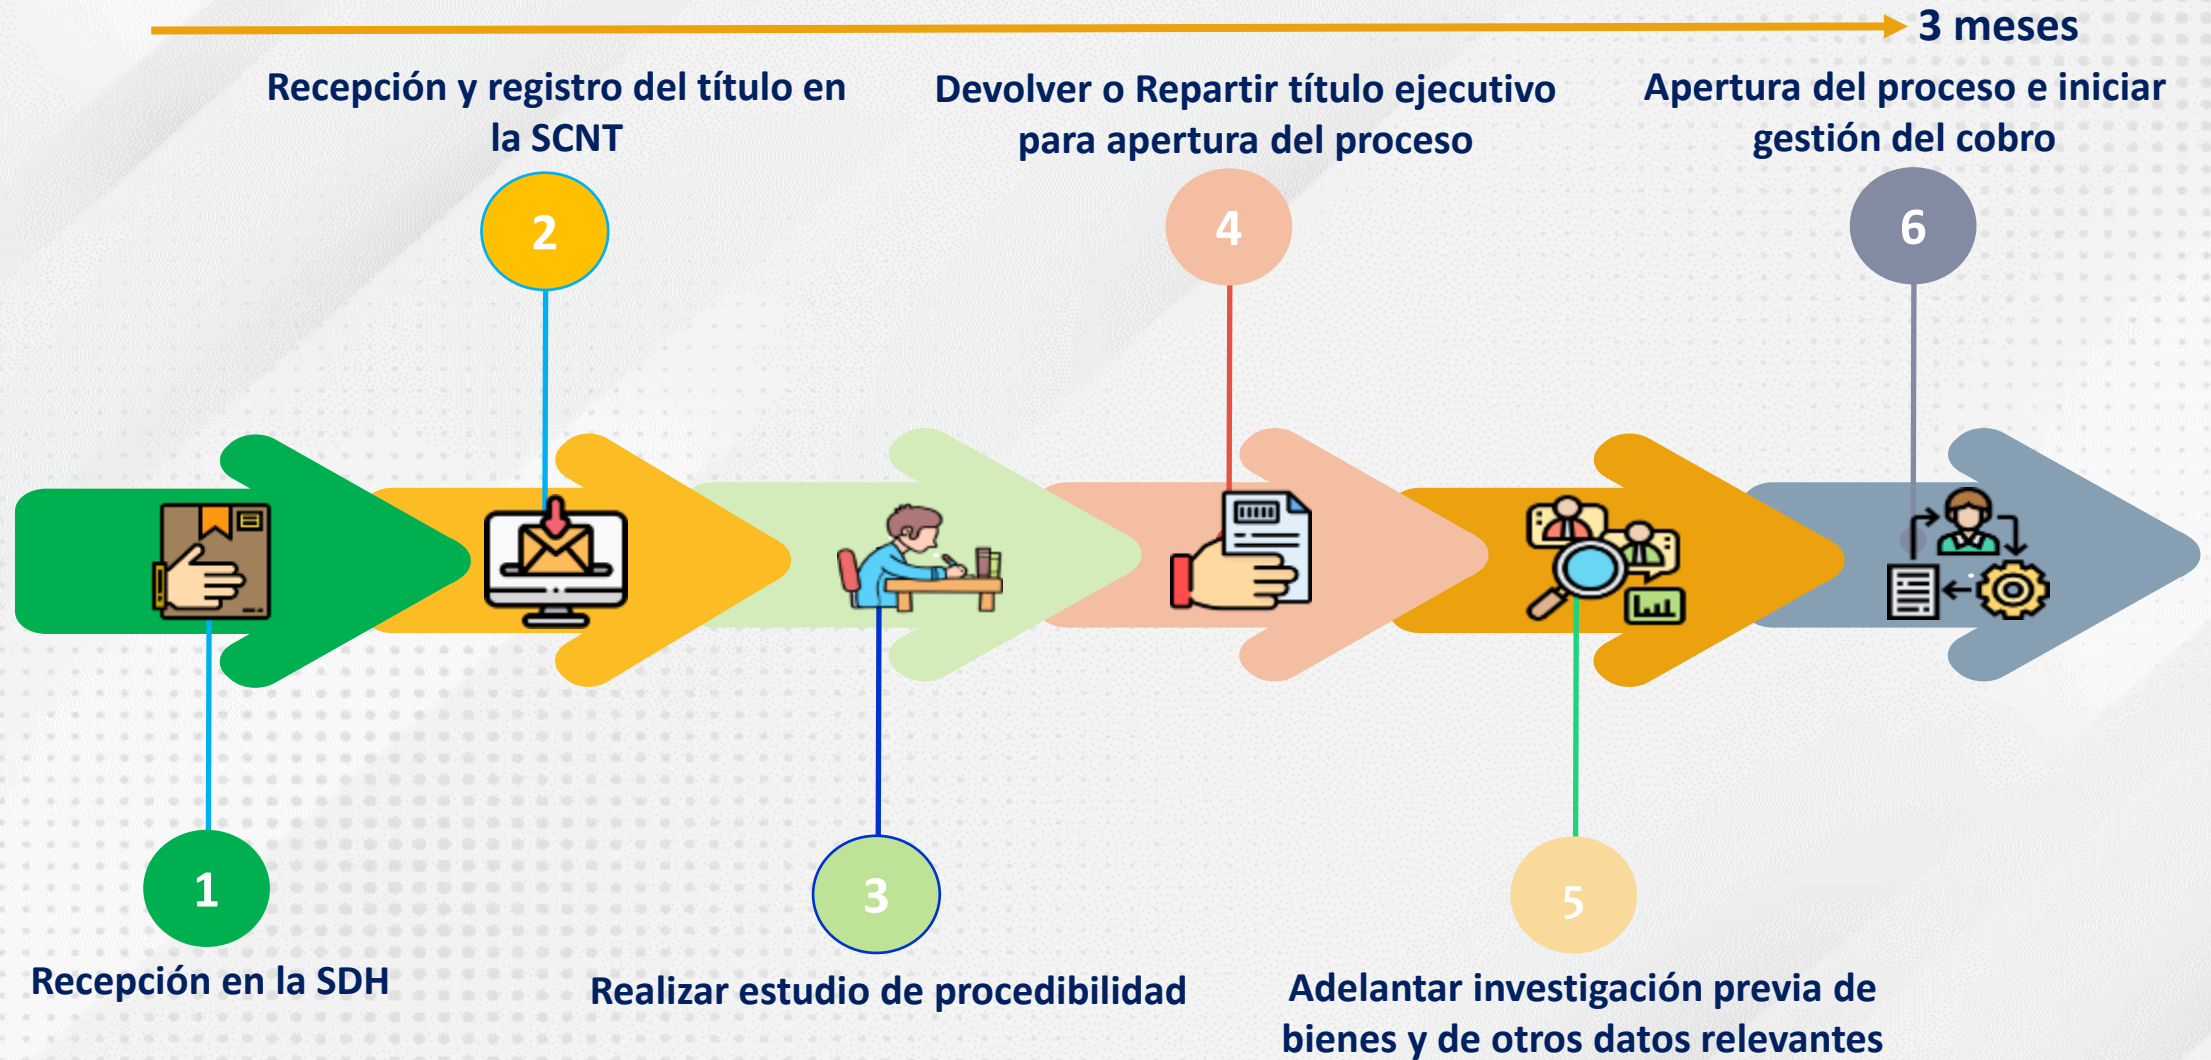 3 meses
Recepción y registro del título en
la SCNT
Devolver o Repartir título ejecutivo
para apertura del proceso
Apertura del proceso e iniciar
gestión del cobro
2
4
6
1
3
5
Recepción en la SDH
Realizar estudio de procedibilidad
Adelantar investigación previa de
bienes y de otros datos relevantes